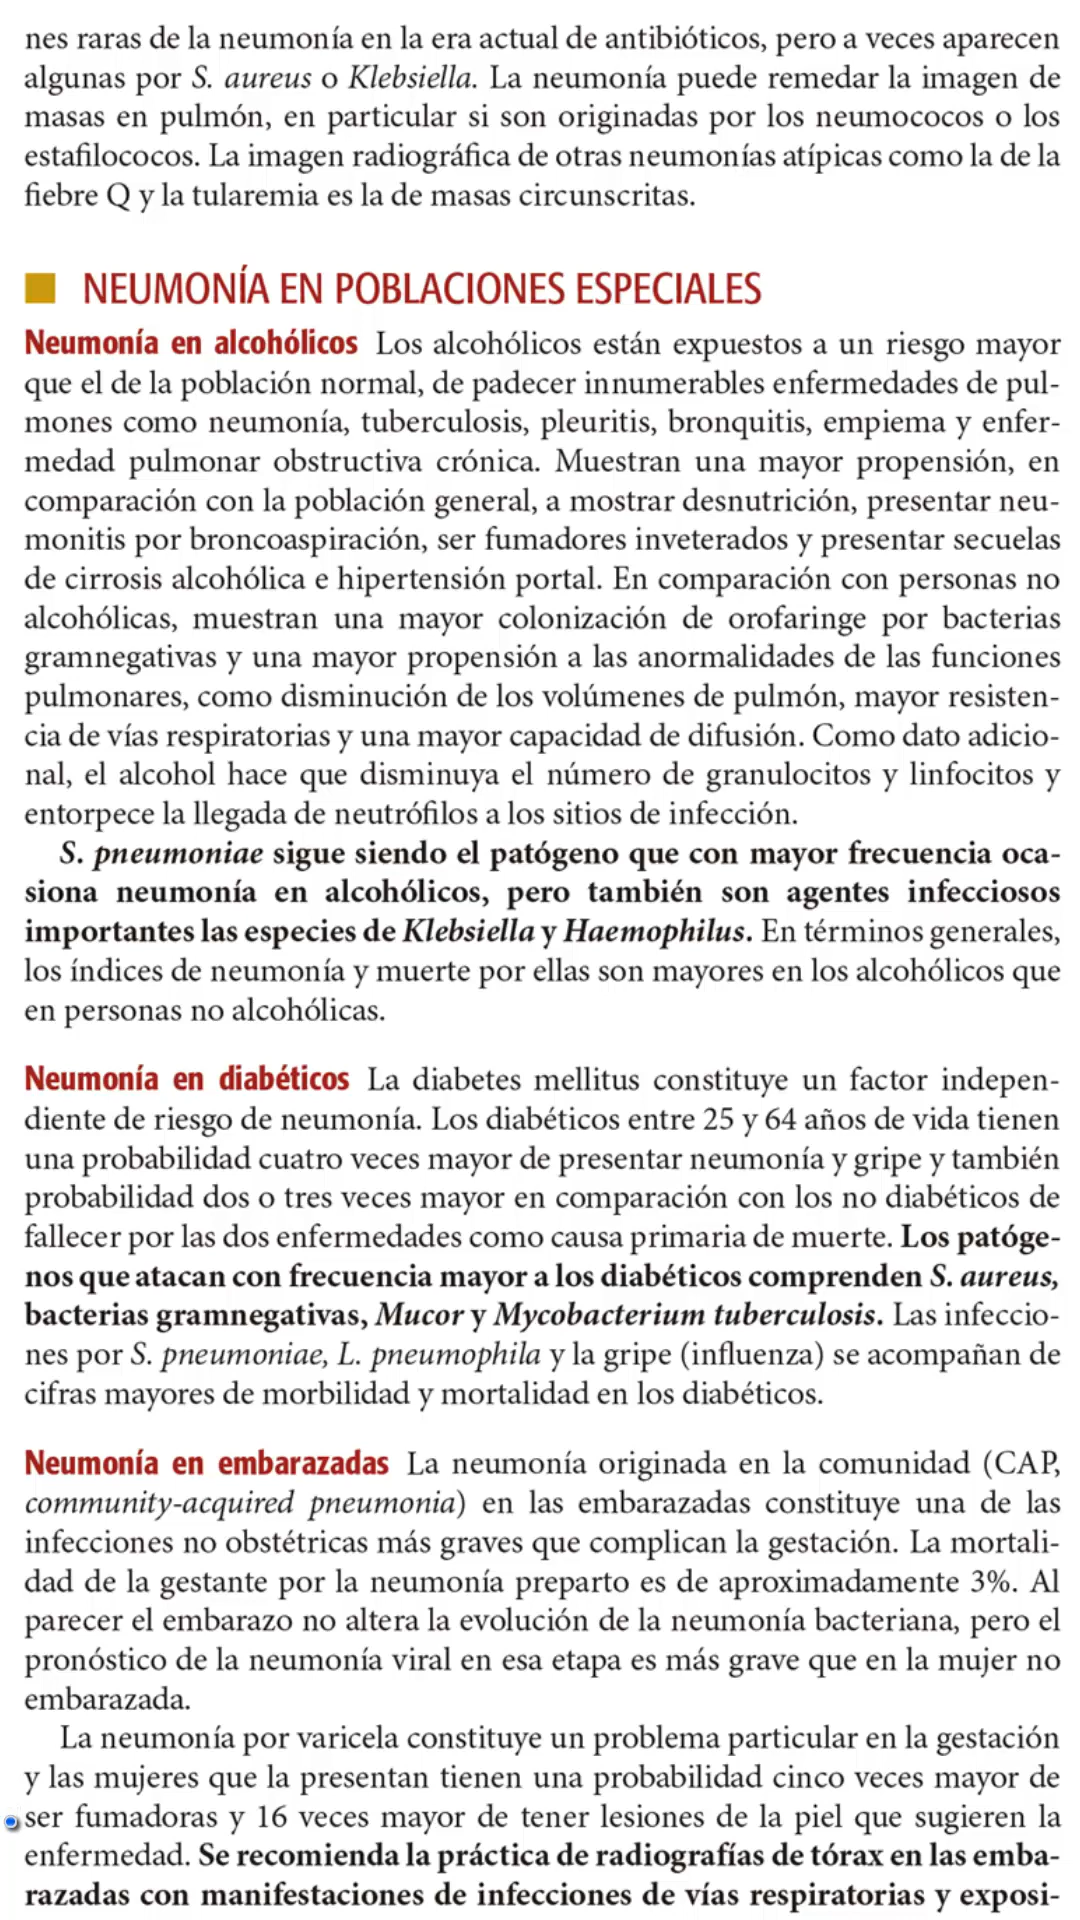 nes raras de la neumonía en la era actual de antibióticos, pero a veces aparecen
algunas por S. aureus o Klebsiella. La neumonía puede remedar la imagen de
masas en pulmón, en particular si son originadas por los neumococos o los
estafilococos. La imagen radiográfica de otras neumonías atípicas como la de la
fiebre Q y la tularemia es la de masas circunscritas.
NEUMONÍA EN POBLACIONES ESPECIALES
Neumonía en alcohólicos Los alcohólicos están expuestos a un riesgo mayor
que el de la población normal, de padecer innumerables enfermedades de pul-
mones como neumonía, tuberculosis, pleuritis, bronquitis, empiema y enfer-
medad pulmonar obstructiva crónica. Muestran una mayor propensión, en
comparación con la población general, a mostrar desnutrición, presentar neu-
monitis por broncoaspiración, ser fumadores inveterados y presentar secuelas
de cirrosis alcohólica e hipertensión portal. En comparación con personas no
alcohólicas, muestran una mayor colonización de orofaringe por bacterias
gramnegativas y una mayor propensión a las anormalidades de las funciones
pulmonares, como disminución de los volúmenes de pulmón, mayor resisten-
cia de vías respiratorias y una mayor capacidad de difusión. Como dato adicio-
nal, el alcohol hace que disminuya el número de granulocitos y linfocitos y
entorpece la llegada de neutrófilos a los sitios de infección.
S. pneumoniae sigue siendo el patógeno que con mayor frecuencia oca-
siona neumonía en alcohólicos, pero también son agentes infecciosos
importantes las especies de Klebsiella y Haemophilus. En términos generales,
los índices de neumonía y muerte por ellas son mayores en los alcohólicos que
en personas no alcohólicas.
Neumonía en diabéticos La diabetes mellitus constituye un factor indepen-
diente de riesgo de neumonía. Los diabéticos entre 25 y 64 años de vida tienen
una probabilidad cuatro veces mayor de presentar neumonía y gripe y también
probabilidad dos o tres veces mayor en comparación con los no diabéticos de
fallecer por las dos enfermedades como causa primaria de muerte. Los patóge-
nos que atacan con frecuencia mayor a los diabéticos comprenden S. aureus,
bacterias gramnegativas, Mucor y Mycobacterium tuberculosis. Las infeccio-
nes por S. pneumoniae, L. pneumophila y la gripe (influenza) se acompañan de
cifras mayores de morbilidad y mortalidad en los diabéticos.
Neumonía en embarazadas La neumonía originada en la comunidad (CAP,
community-acquired pneumonia) en las embarazadas constituye una de las
infecciones no obstétricas más graves que complican la gestación. La mortali-
dad de la gestante por la neumonía preparto es de aproximadamente 3%. Al
parecer el embarazo no altera la evolución de la neumonía bacteriana, pero el
pronóstico de la neumonía viral en esa etapa es más grave que en la mujer no
embarazada.
La neumonía por varicela constituye un problema particular en la gestación
y las mujeres que la presentan tienen una probabilidad cinco veces mayor de
ser fumadoras y 16 veces mayor de tener lesiones de la piel que sugieren la
enfermedad. Se recomienda la práctica de radiografías de tórax en las emba-
razadas con manifestaciones de infecciones de vías respiratorias y exposi-